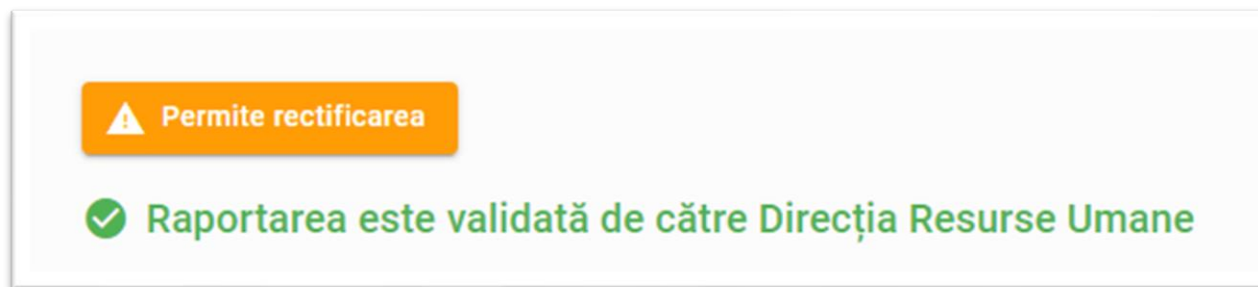 Permite rectificarea
Raportarea este validată de către Direcția Resurse Umane